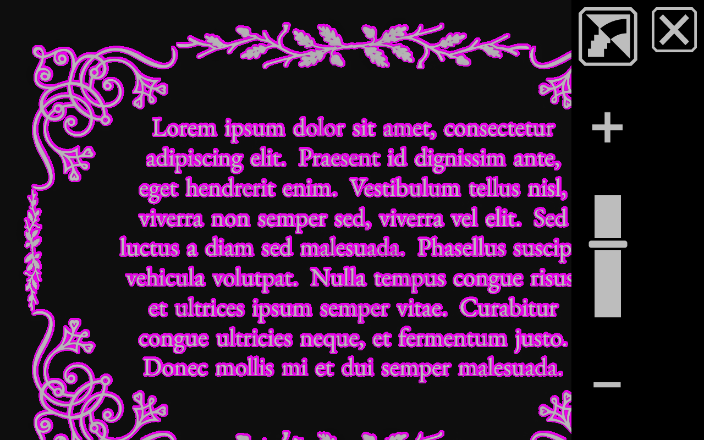 Lorem ipsum dolor sit amet, consectetur
adipiscing elit. Praesent id dignissim ante,
eget hendrerit enim. Vestibulum tellus nisl,
viverra non semper sed, viverra vel elit. Sed
luctus a diam sed malesuada. Phasellus suscip
vehicula volutpat. Nulla tempus congue risus
et ultrices ipsum semper vitae. Curabitur
congue ultricies neque, et fermentum justo.
Donec mollis mi et dui semper malesuada.